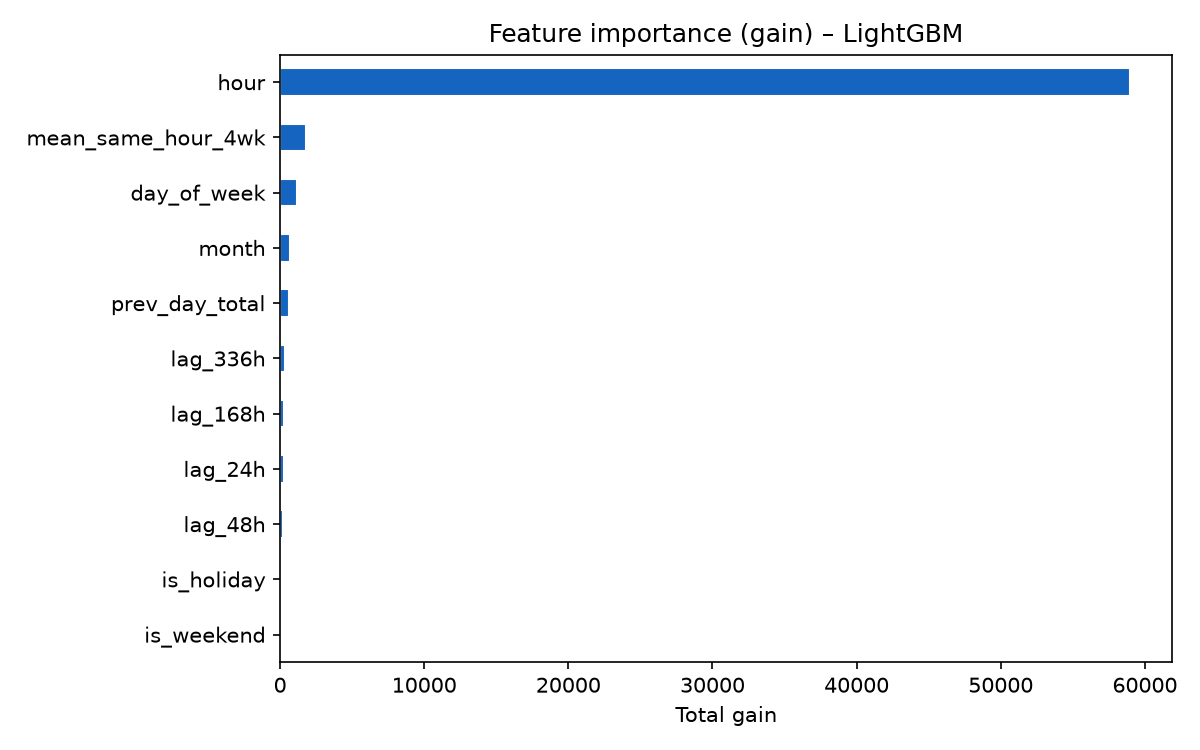 Feature importance (gain) – LightGBM
hour
mean_same_hour_4wk
day_of_week
month
prev_day_total
lag_336h
lag_168h
lag_24h
lag_48h
is_holiday
is_weekend
0 10000 20000 30000 40000 50000 60000
Total gain